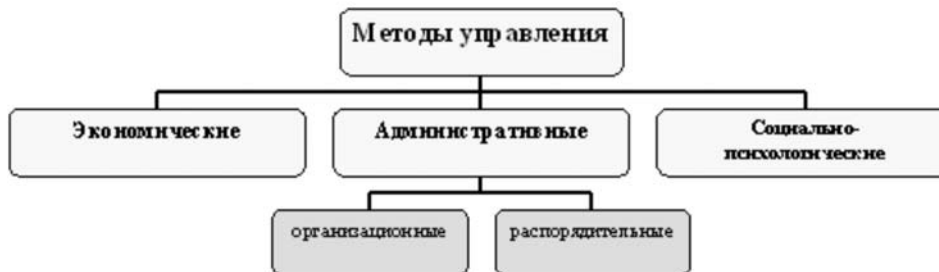 Методы управления
Экономические
Административные
Социально-
психологические
организационные
распорядительные